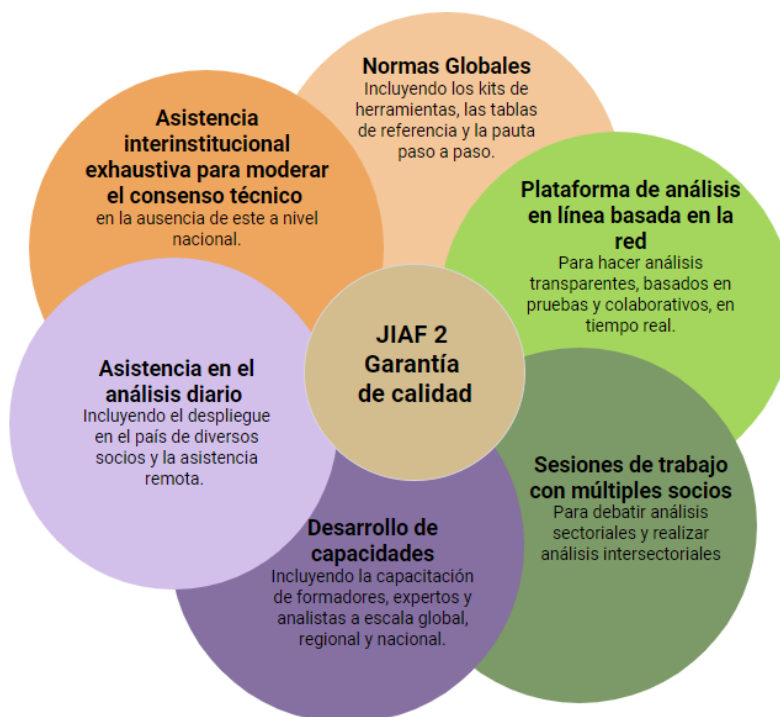 Normas Globales
Incluyendo los kits de
herramientas, las tablas
de referencia y la pauta
paso a paso.
Plataforma de análisis
en línea basada en la
red
Para hacer análisis
transparentes, basados en
pruebas y colaborativos, en
tiempo real.
Sesiones de trabajo
con múltiples socios
Para debatir análisis
sectoriales y realizar
análisis intersectoriales
Desarrollo de
capacidades
Incluyendo la capacitación
de formadores, expertos y
analistas a escala global,
regional y nacional.
Asistencia en el
análisis diario
Incluyendo el despliegue
en el país de diversos
socios y la asistencia
remota.
Asistencia
interinstitucional
exhaustiva para moderar
el consenso técnico
en la ausencia de este a nivel
nacional.
JIAF 2
Garantía
de calidad